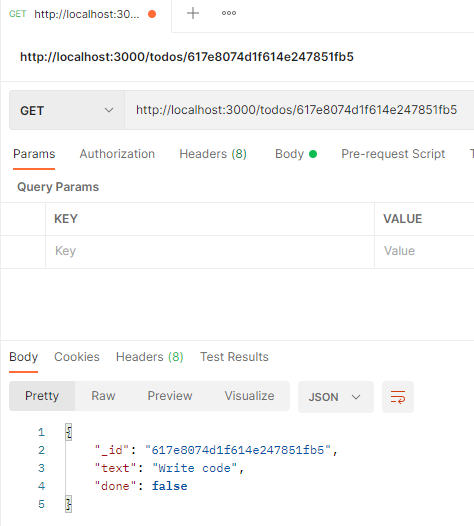 GET http://localhost:30... + ooo
http://localhost:3000/todos/617e8074d1f614e247851fb5
GET http://localhost:3000/todos/617e8074d1f614e247851fb5
Params Authorization Headers (8) Body Pre-request Script
Query Params
KEY VALUE
Key Value
Body Cookies Headers (8) Test Results
Pretty Raw Preview Visualize JSON
1 {
2 "_id": "617e8074d1f614e247851fb5",
3 "text": "Write code",
4 "done": false
5 }